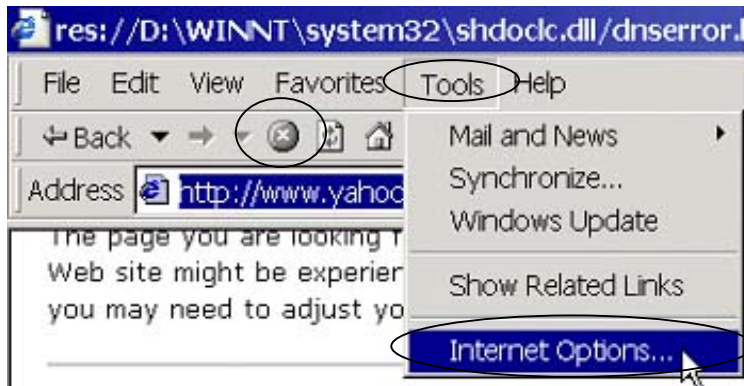 res://D:\WINNT\system32\shdoclc.dll/dnserror.
File Edit View Favorites Tools Help
Back
Address http://www.yahoo
Mail and News
Synchronize...
Windows Update
Show Related Links
Internet Options...
The page you are looking
Web site might be experien
you may need to adjust yo